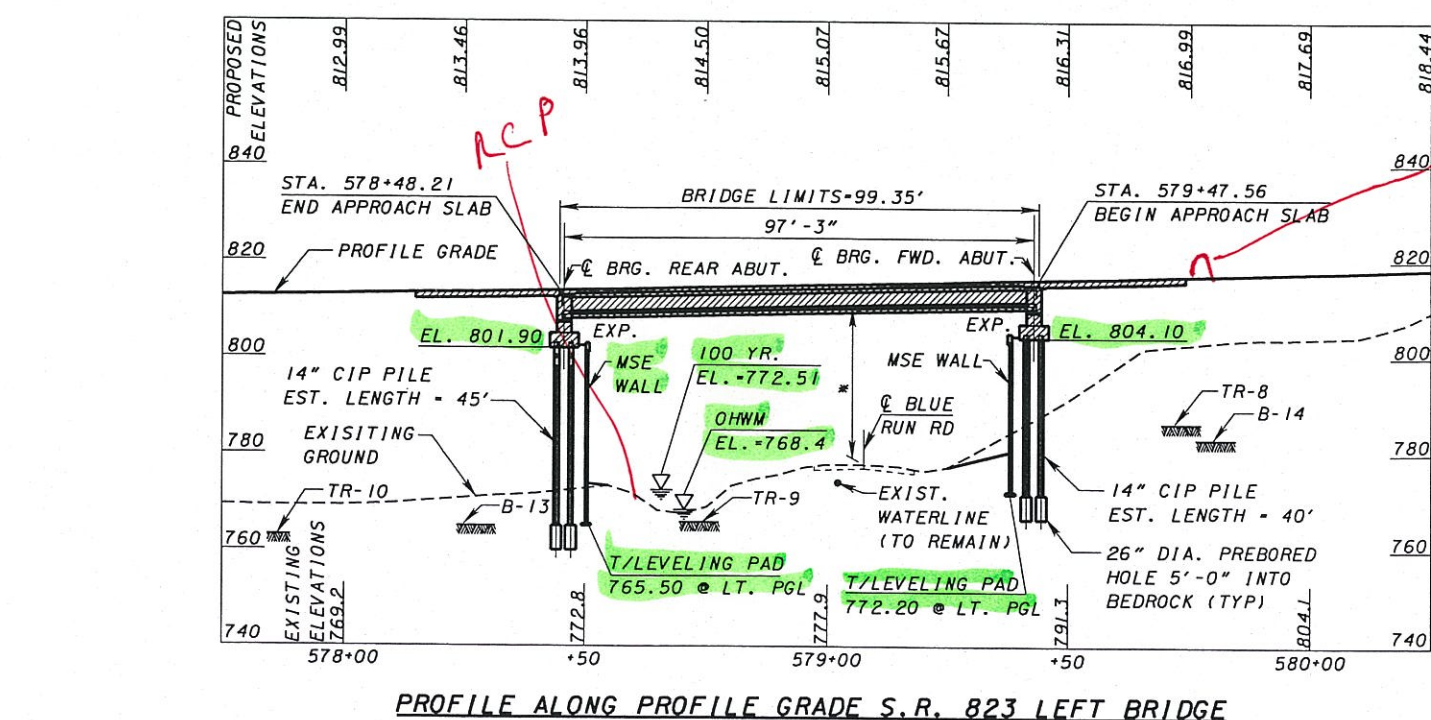 PROPOSED
ELEVATIONS
812.99
813.46
813.96
814.50
815.07
815.67
816.31
816.99
817.69
818.44
RCP
840
840
STA. 578+48.21
END APPROACH SLAB
BRIDGE LIMITS=99.35'
STA. 579+47.56
BEGIN APPROACH SLAB
97'-3"
820
PROFILE GRADE
℄ BRG. REAR ABUT.
℄ BRG. FWD. ABUT.
820
EL. 801.90
EXP.
EXP.
EL. 804.10
800
MSE
WALL
100 YR.
EL.=772.51
MSE WALL
800
14" CIP PILE
EST. LENGTH = 45'
*
℄ BLUE
RUN RD
TR-8
B-14
OHWM
EL.=768.4
780
EXISITING
GROUND
780
TR-10
B-13
TR-9
EXIST.
WATERLINE
(TO REMAIN)
14" CIP PILE
EST. LENGTH = 40'
760
T/LEVELING PAD
765.50 @ LT. PGL
T/LEVELING PAD
772.20 @ LT. PGL
26" DIA. PREBORED
HOLE 5'-0" INTO
BEDROCK (TYP)
760
EXISTING
ELEVATIONS
769.2
772.8
777.9
791.3
804.1
740
740
578+00
+50
579+00
+50
580+00
PROFILE ALONG PROFILE GRADE S.R. 823 LEFT BRIDGE